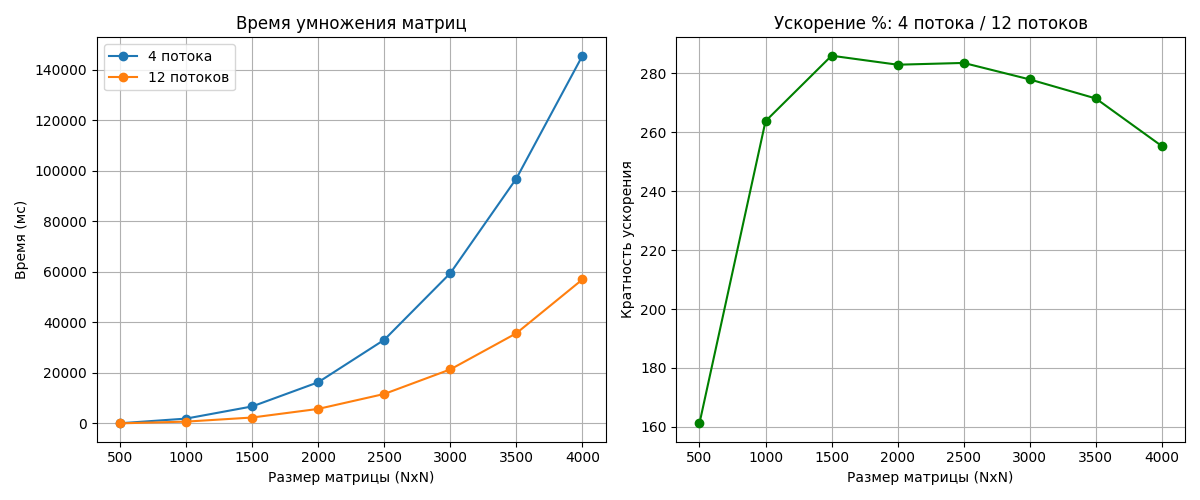 Время умножения матриц
4 потока
12 потоков
140000
120000
100000
80000
60000
40000
20000
0
Время (мс)
500 1000 1500 2000 2500 3000 3500 4000
Размер матрицы (NxN)
Ускорение %: 4 потока / 12 потоков
280
260
240
220
200
180
160
Кратность ускорения
500 1000 1500 2000 2500 3000 3500 4000
Размер матрицы (NxN)